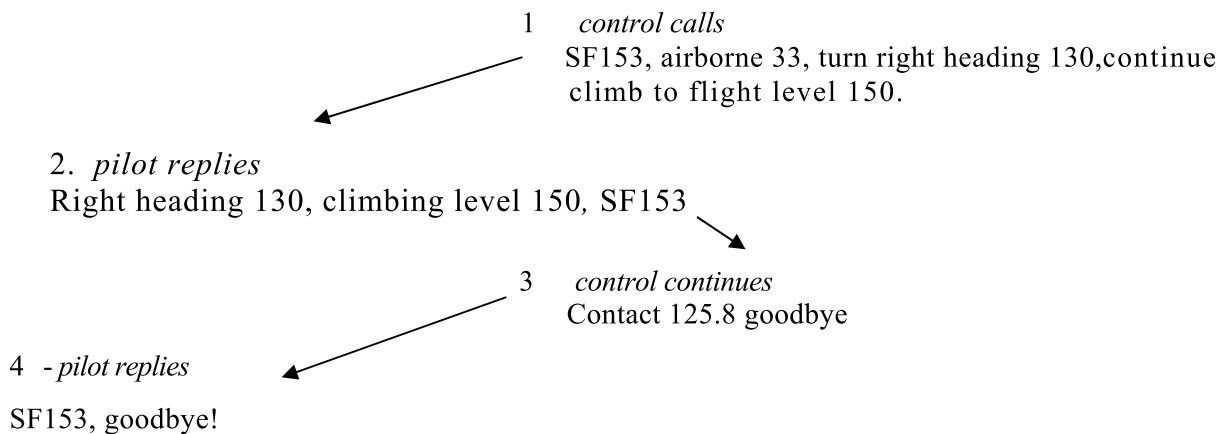 1 control calls
SF153, airborne 33, turn right heading 130,continue
climb to flight level 150.
2. pilot replies
Right heading 130, climbing level 150, SF153
3 control continues
Contact 125.8 goodbye
4 - pilot replies
SF153, goodbye!